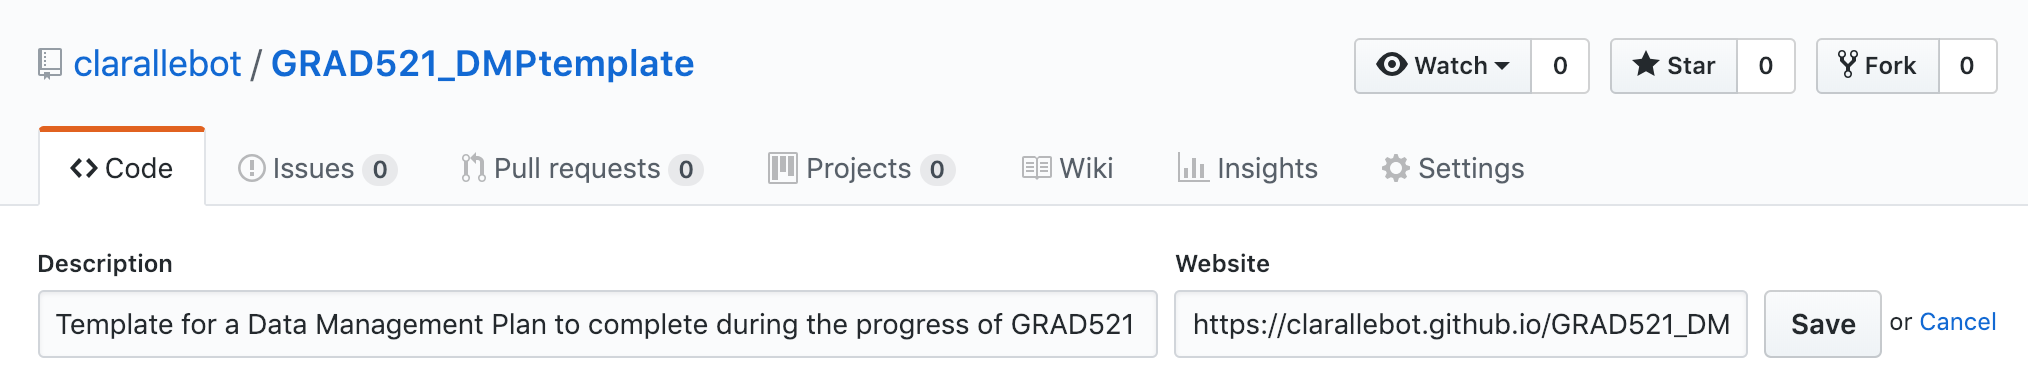 clarallebot / GRAD521_DMPtemplate
Watch 0 Star 0 Fork 0
Code Issues 0 Pull requests 0 Projects 0 Wiki Insights Settings
Description Website
Template for a Data Management Plan to complete during the progress of GRAD521 https://clarallebot.github.io/GRAD521_DM Save or Cancel